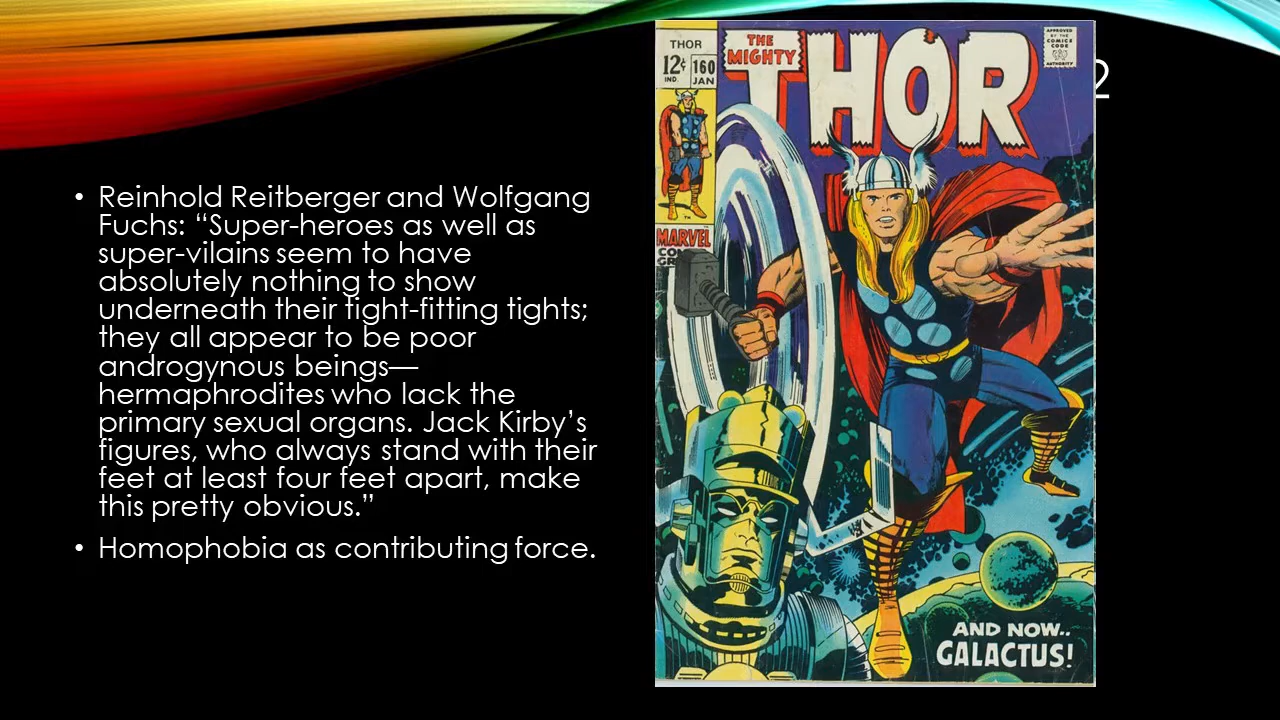 2
• Reinhold Reitberger and Wolfgang
Fuchs: “Super-heroes as well as
super-vilains seem to have
absolutely nothing to show
underneath their tight-fitting tights;
they all appear to be poor
androgynous beings—
hermaphrodites who lack the
primary sexual organs. Jack Kirby’s
figures, who always stand with their
feet at least four feet apart, make
this pretty obvious.”
• Homophobia as contributing force.
THOR
12¢ 160
IND. JAN
THE
MIGHTY
THOR
APPROVED
BY THE
COMICS
CODE
AUTHORITY
TM
MARVEL
AND NOW..
GALACTUS!